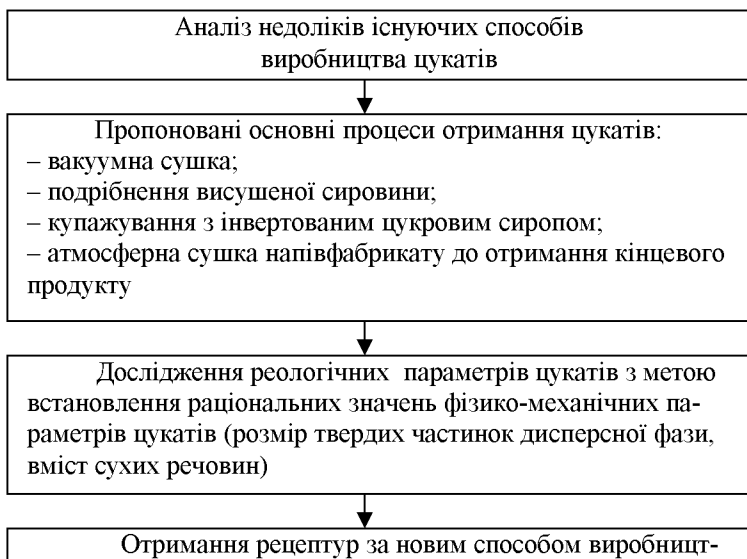 Аналіз недоліків існуючих способів
виробництва цукатів
Пропоновані основні процеси отримання цукатів:
– вакуумна сушка;
– подрібнення висушеної сировини;
– купажування з інвертованим цукровим сиропом;
– атмосферна сушка напівфабрикату до отримання кінцевого
продукту
Дослідження реологічних параметрів цукатів з метою
встановлення раціональних значень фізико-механічних па-
раметрів цукатів (розмір твердих частинок дисперсної фази,
вміст сухих речовин)
Отримання рецептур за новим способом виробницт-